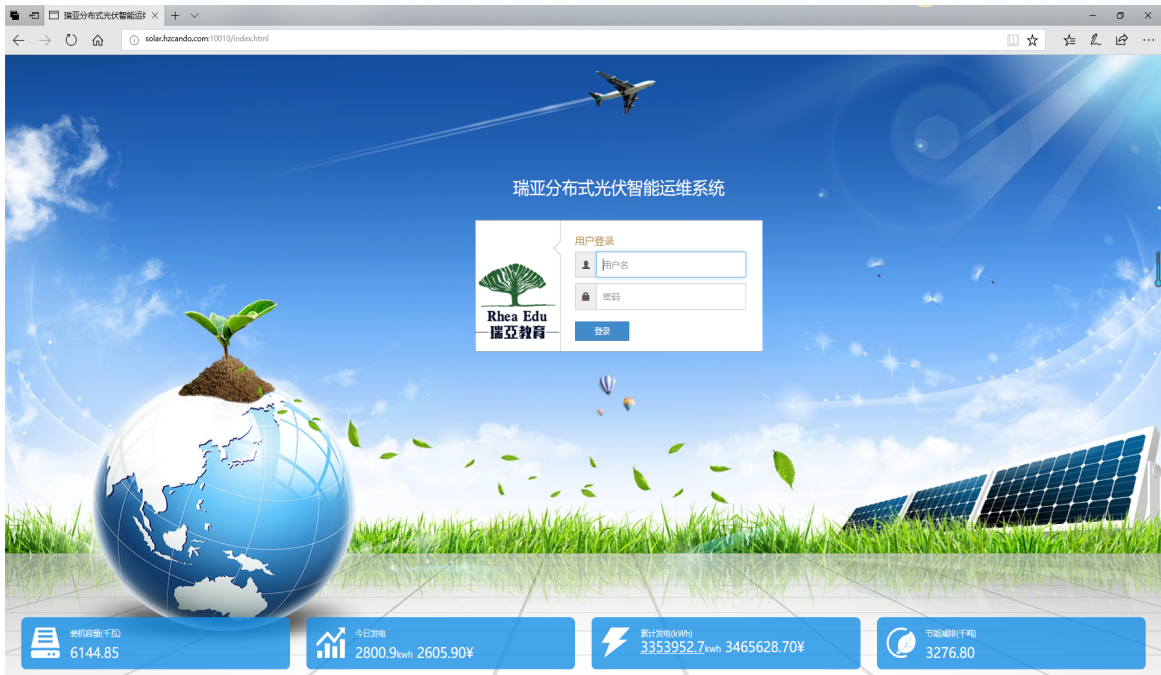 瑞亚分布式光伏智能运维
solar.hzcando.com:10010/index.html
瑞亚分布式光伏智能运维系统
用户登录
用户名
密码
登录
Rhea Edu
瑞亞教育
装机容量(千瓦)
6144.85
今日发电
2800.9kwh 2605.90¥
累计发电(kWh)
3353952.7kwh 3465628.70¥
节能减排(千吨)
3276.80